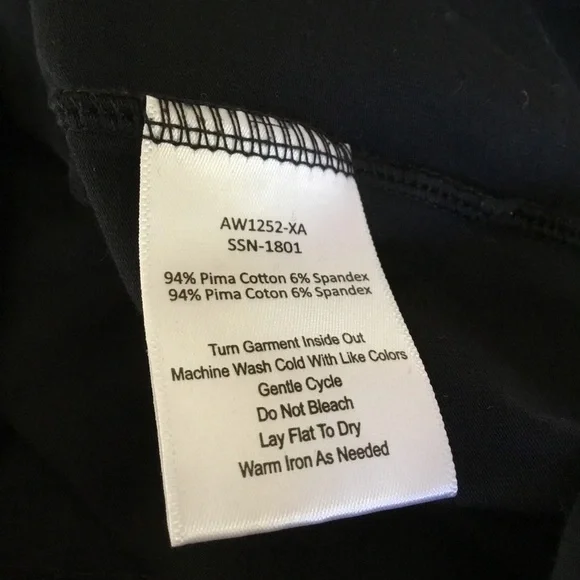 AW1252-XA
SSN-1801
94% Pima Cotton 6% Spandex
94% Pima Coton 6% Spandex
Turn Garment Inside Out
Machine Wash Cold With Like Colors
Gentle Cycle
Do Not Bleach
Lay Flat To Dry
Warm Iron As Needed